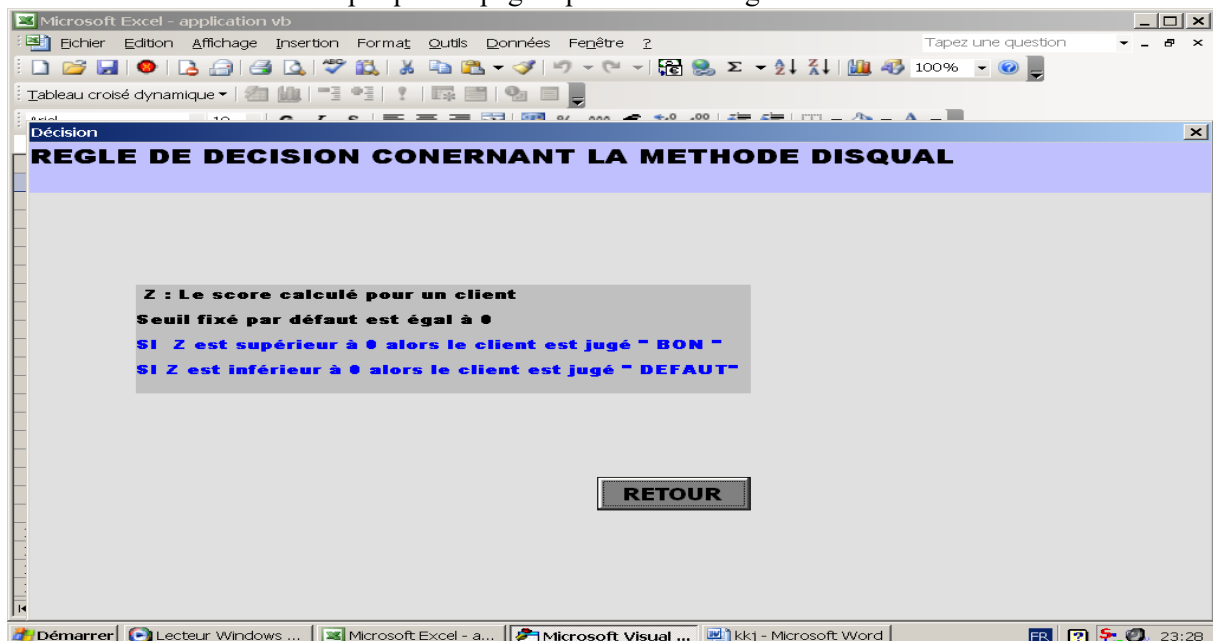 Microsoft Excel - application vb
Fichier Edition Affichage Insertion Format Outils Données Fenêtre ? Tapez une question
100%
Tableau croisé dynamique
Décision
REGLE DE DECISION CONERNANT LA METHODE DISQUAL
Z : Le score calculé pour un client
Seuil fixé par défaut est égal à 0
SI Z est supérieur à 0 alors le client est jugé " BON "
SI Z est inférieur à 0 alors le client est jugé " DEFAUT"
RETOUR
Démarrer Lecteur Windows ... Microsoft Excel - a... Microsoft Visual ... kkj - Microsoft Word FR 23:28